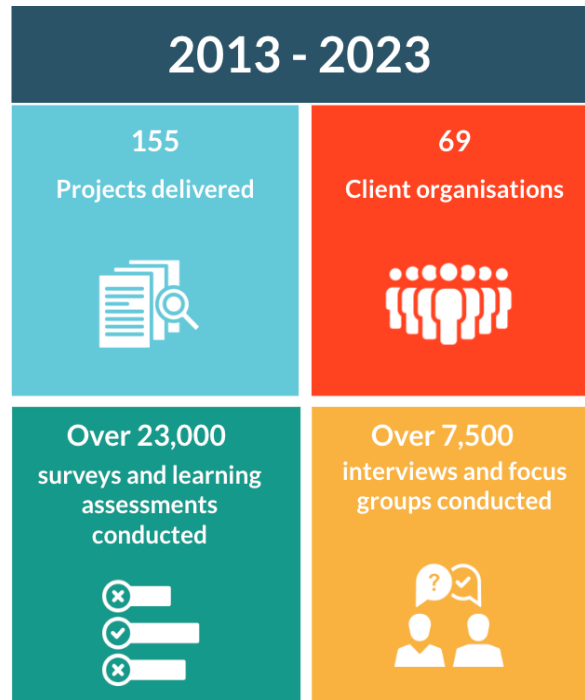 2013 - 2023
155
Projects delivered
69
Client organisations
Over 23,000
surveys and learning
assessments
conducted
Over 7,500
interviews and focus
groups conducted
?